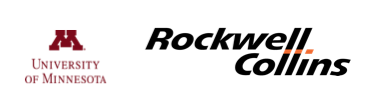 M
UNIVERSITY
OF MINNESOTA
Rockwell
Collins